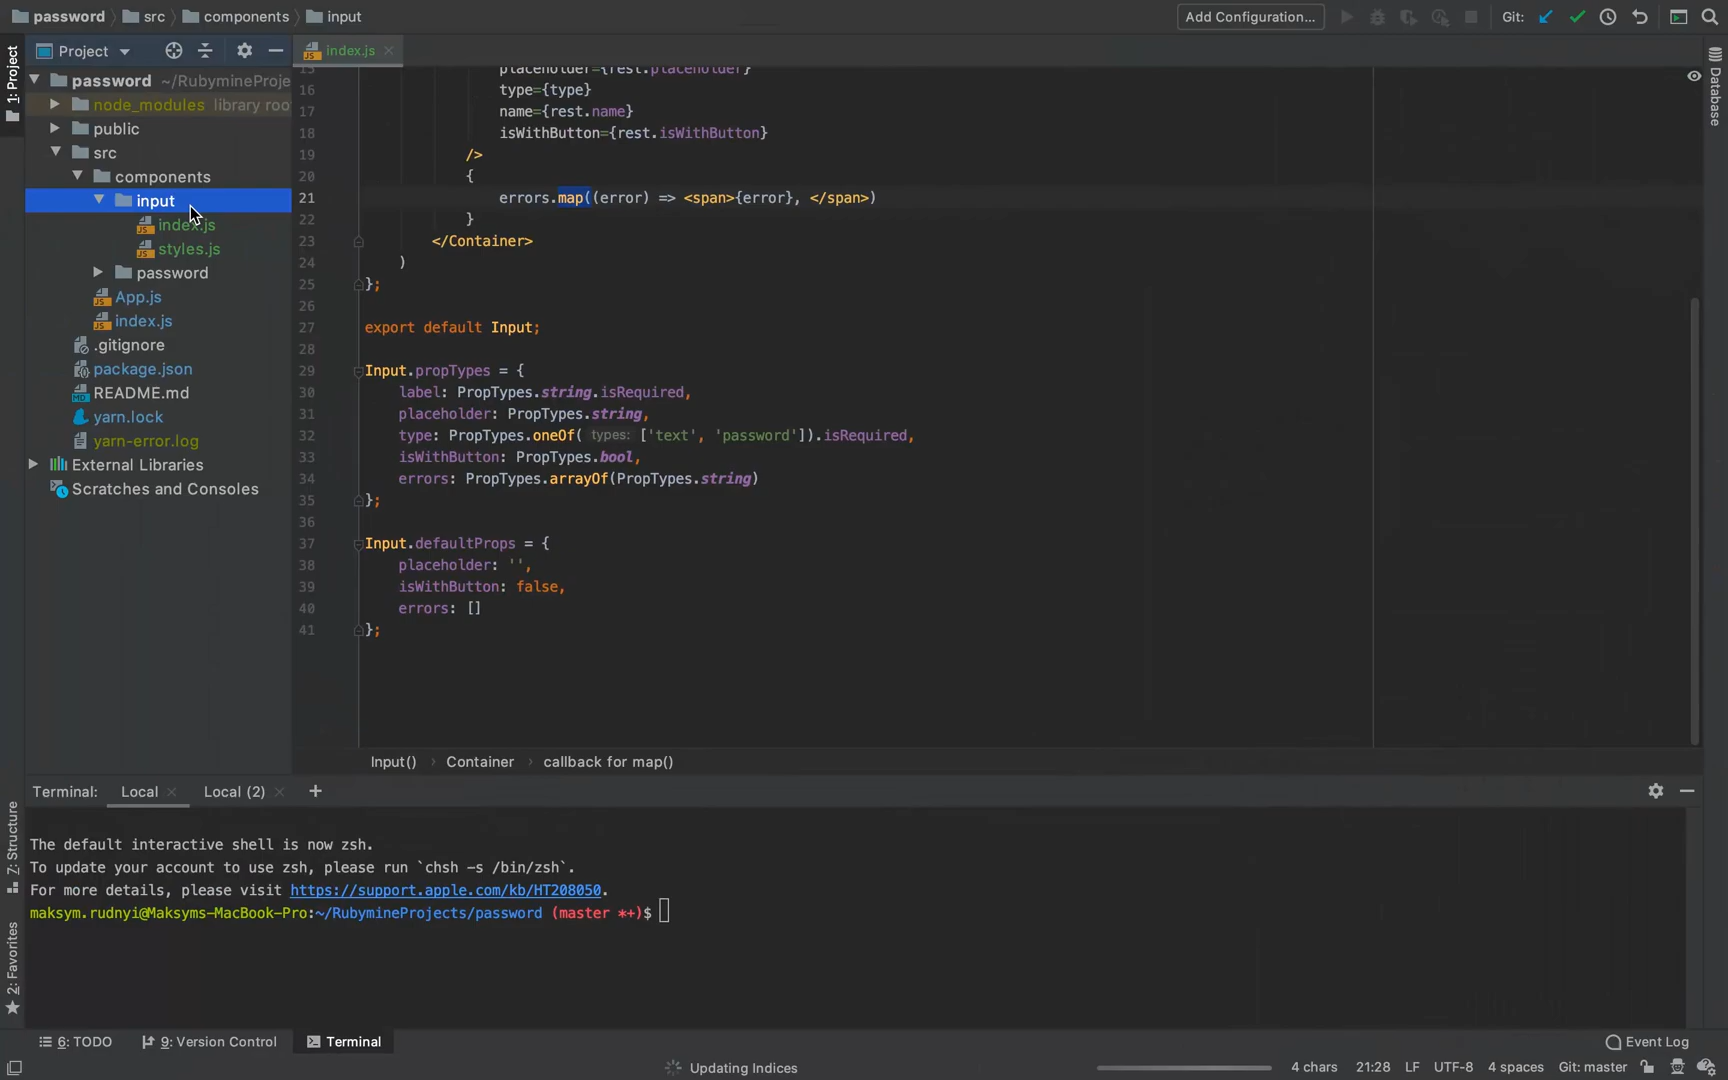 password src components input Add Configuration... Git:
1: Project Project index.js Database
password ~/RubymineProje
node_modules library roo
public
src
components
input
index.js
styles.js
password
App.js
index.js
.gitignore
package.json
README.md
yarn.lock
yarn-error.log
External Libraries
Scratches and Consoles
15 placeholder={rest.placeholder}
16 type={type}
17 name={rest.name}
18 isWithButton={rest.isWithButton}
19 />
20 {
21 errors.map((error) => <span>{error}, </span>)
22 }
23 </Container>
24 )
25 };
26
27 export default Input;
28
29 Input.propTypes = {
30 label: PropTypes.string.isRequired,
31 placeholder: PropTypes.string,
32 type: PropTypes.oneOf( types: ['text', 'password']).isRequired,
33 isWithButton: PropTypes.bool,
34 errors: PropTypes.arrayOf(PropTypes.string)
35 };
36
37 Input.defaultProps = {
38 placeholder: '',
39 isWithButton: false,
40 errors: []
41 };
Input() Container callback for map()
Terminal: Local Local (2) +
7: Structure
2: Favorites
The default interactive shell is now zsh.
To update your account to use zsh, please run `chsh -s /bin/zsh`.
For more details, please visit https://support.apple.com/kb/HT208050.
maksym.rudnyi@Maksyms-MacBook-Pro:~/RubymineProjects/password (master *+)$
6: TODO 9: Version Control Terminal Event Log
Updating Indices 4 chars 21:28 LF UTF-8 4 spaces Git: master